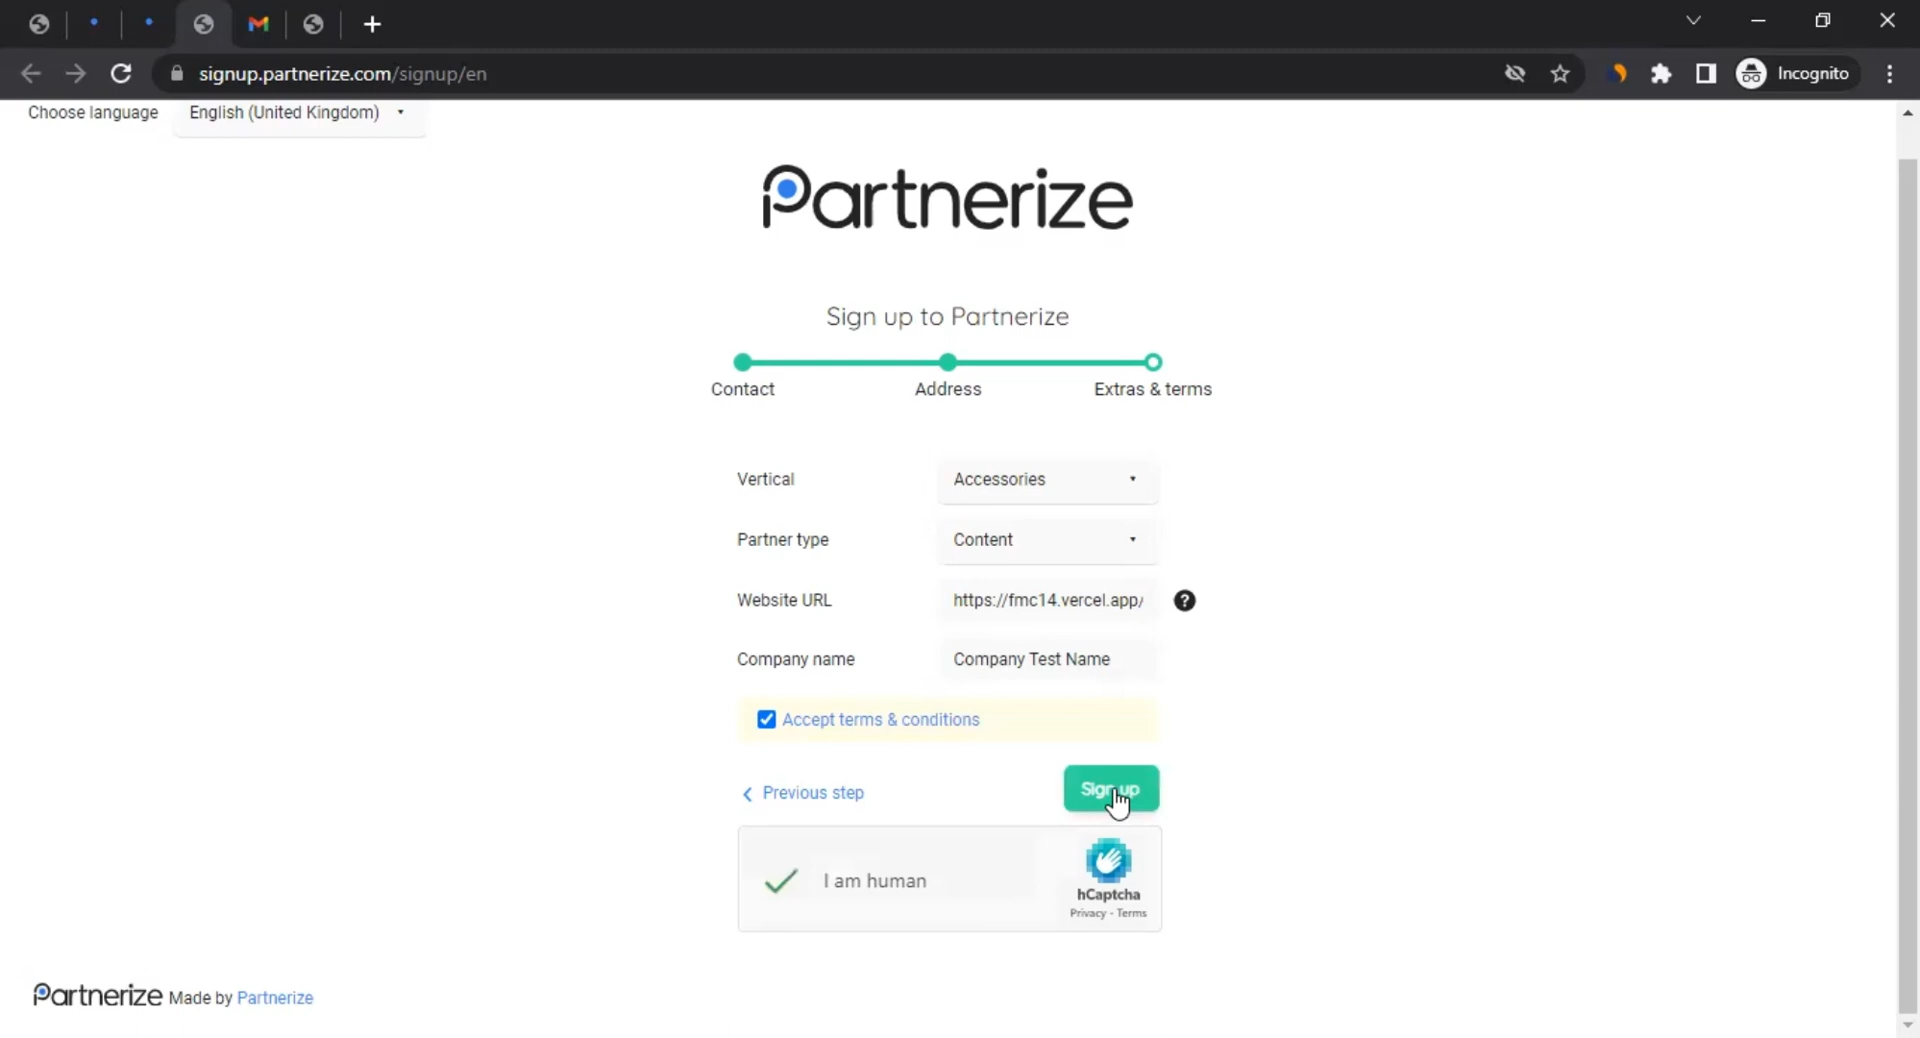 signup.partnerize.com/signup/en
Incognito
Choose language English (United Kingdom)
Partnerize
Sign up to Partnerize
Contact Address Extras & terms
Vertical Accessories
Partner type Content
Website URL https://fmc14.vercel.app/ ?
Company name Company Test Name
Accept terms & conditions
Previous step Sign up
I am human
hCaptcha
Privacy - Terms
Partnerize Made by Partnerize